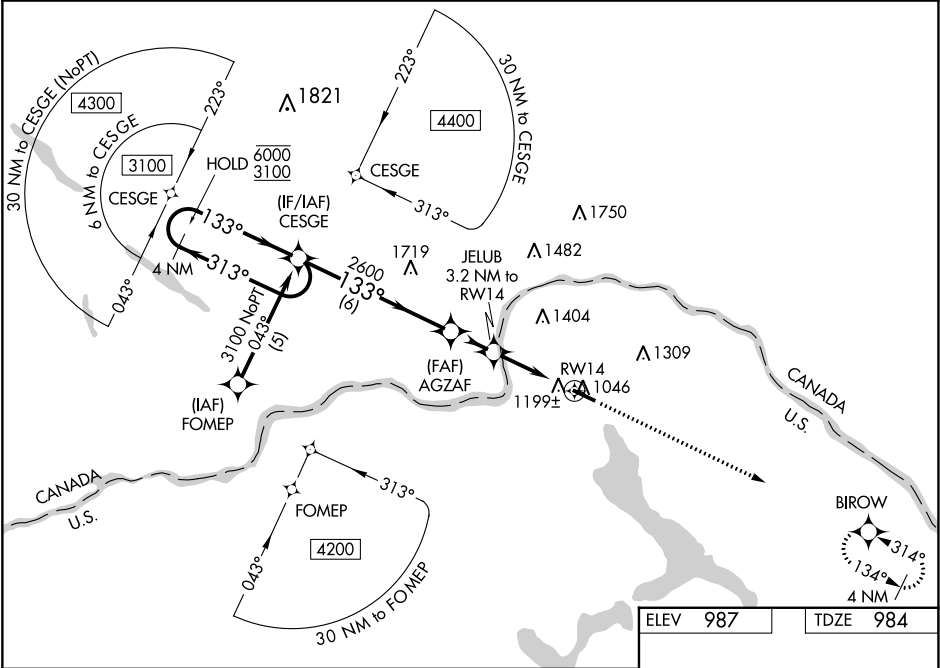 30 NM to CESGE (NoPT)
4300
223°
6 NM to CESGE
3100
CESGE
043°
1821
HOLD 6000
3100
(IF/IAF)
CESGE
133°
313°
4 NM
3100 NoPT
043°
(5)
(IAF)
FOMEP
223°
30 NM to CESGE
4400
CESGE
313°
1750
1719
2600
133°
(6)
JELUB
3.2 NM to
RW14
1482
1404
1309
(FAF)
AGZAF
RW14
1046
1199±
CANADA
U.S.
CANADA
U.S.
FOMEP
313°
043°
4200
30 NM to FOMEP
BIROW
314°
134°
4 NM
ELEV 987
TDZE 984